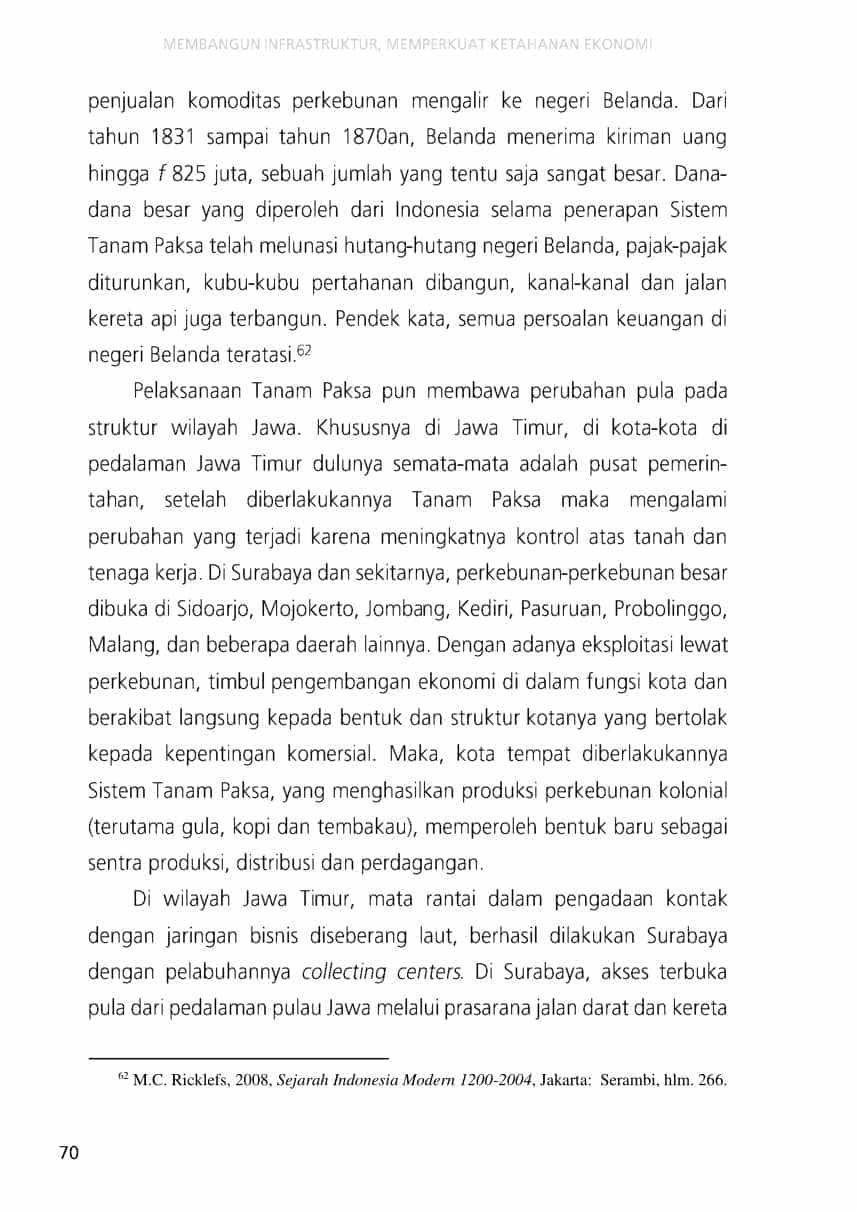 MEMBANGUN INFRASTRUKTUR, MEMPERKUAT KETAHANAN EKONOMI
penjualan komoditas perkebunan mengalir ke negeri Belanda. Dari
tahun 1831 sampai tahun 1870an, Belanda menerima kiriman uang
hingga f 825 juta, sebuah jumlah yang tentu saja sangat besar. Dana-
dana besar yang diperoleh dari Indonesia selama penerapan Sistem
Tanam Paksa telah melunasi hutang-hutang negeri Belanda, pajak-pajak
diturunkan, kubu-kubu pertahanan dibangun, kanal-kanal dan jalan
kereta api juga terbangun. Pendek kata, semua persoalan keuangan di
negeri Belanda teratasi.62
Pelaksanaan Tanam Paksa pun membawa perubahan pula pada
struktur wilayah Jawa. Khususnya di Jawa Timur, di kota-kota di
pedalaman Jawa Timur dulunya semata-mata adalah pusat pemerin-
tahan, setelah diberlakukannya Tanam Paksa maka mengalami
perubahan yang terjadi karena meningkatnya kontrol atas tanah dan
tenaga kerja. Di Surabaya dan sekitarnya, perkebunan-perkebunan besar
dibuka di Sidoarjo, Mojokerto, Jombang, Kediri, Pasuruan, Probolinggo,
Malang, dan beberapa daerah lainnya. Dengan adanya eksploitasi lewat
perkebunan, timbul pengembangan ekonomi di dalam fungsi kota dan
berakibat langsung kepada bentuk dan struktur kotanya yang bertolak
kepada kepentingan komersial. Maka, kota tempat diberlakukannya
Sistem Tanam Paksa, yang menghasilkan produksi perkebunan kolonial
(terutama gula, kopi dan tembakau), memperoleh bentuk baru sebagai
sentra produksi, distribusi dan perdagangan.
Di wilayah Jawa Timur, mata rantai dalam pengadaan kontak
dengan jaringan bisnis diseberang laut, berhasil dilakukan Surabaya
dengan pelabuhannya collecting centers. Di Surabaya, akses terbuka
pula dari pedalaman pulau Jawa melalui prasarana jalan darat dan kereta
62 M.C. Ricklefs, 2008, Sejarah Indonesia Modern 1200-2004, Jakarta: Serambi, hlm. 266.
70